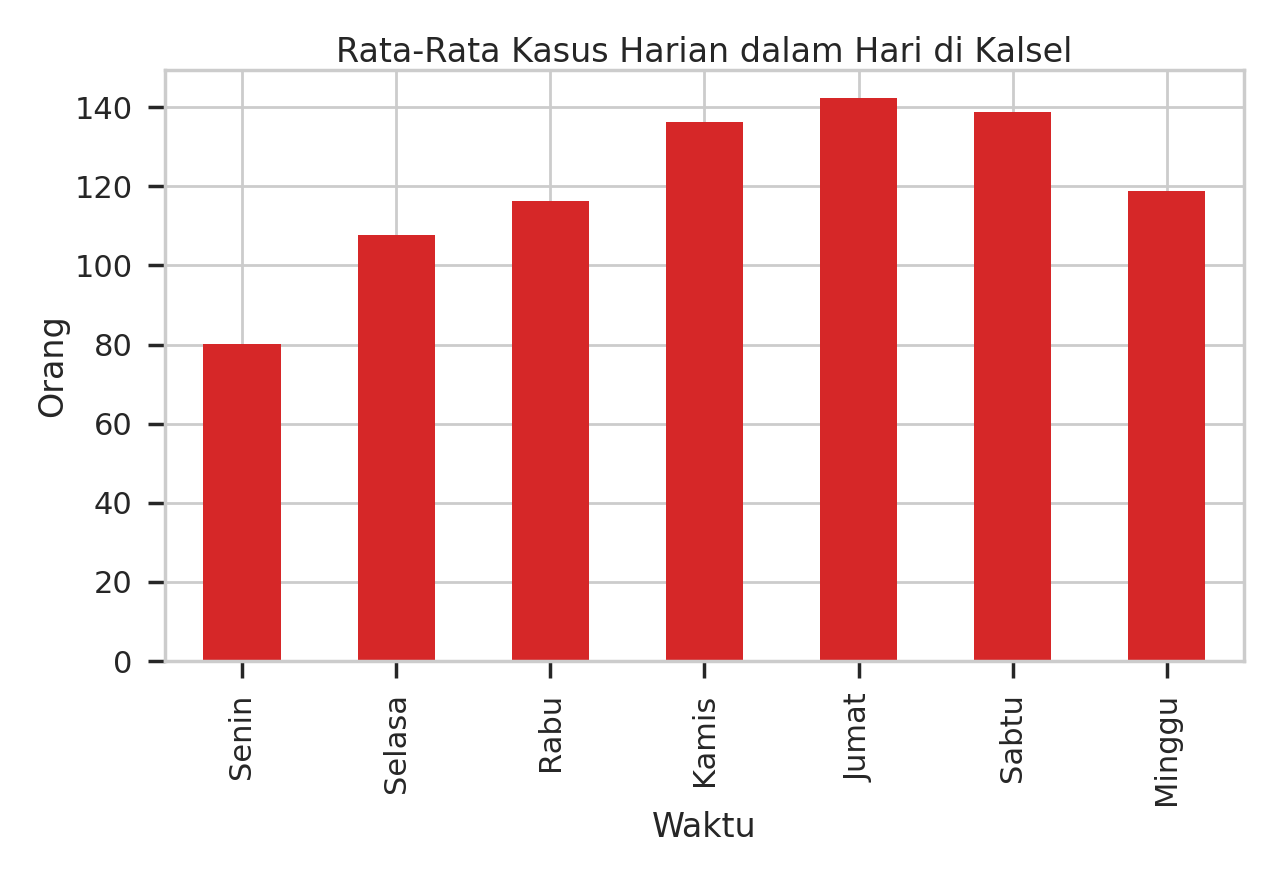 Rata-Rata Kasus Harian dalam Hari di Kalsel
140
120
100
80
60
40
20
0
Orang
Senin
Selasa
Rabu
Kamis
Jumat
Sabtu
Minggu
Waktu